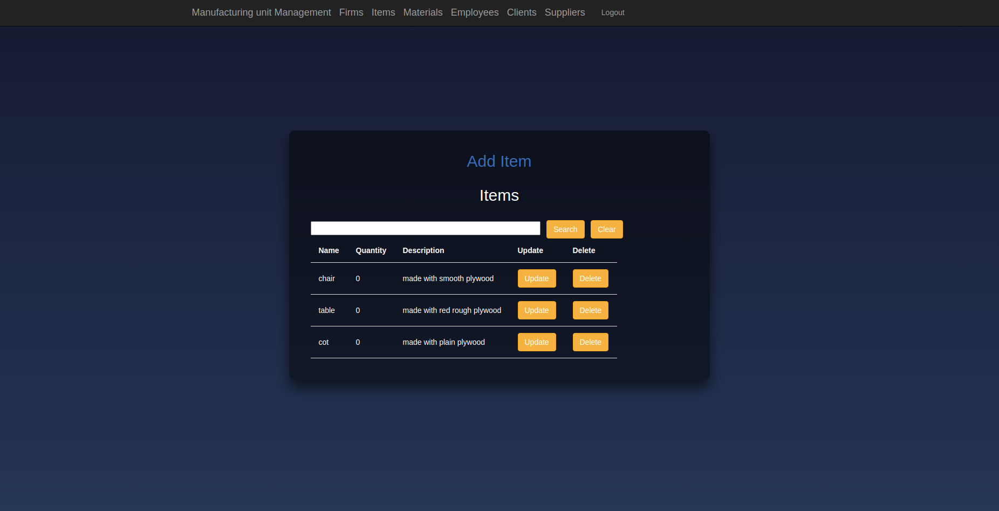 Manufacturing unit Management Firms Items Materials Employees Clients Suppliers Logout
Add Item
Items
Search Clear
Name Quantity Description Update Delete
chair 0 made with smooth plywood Update Delete
table 0 made with red rough plywood Update Delete
cot 0 made with plain plywood Update Delete